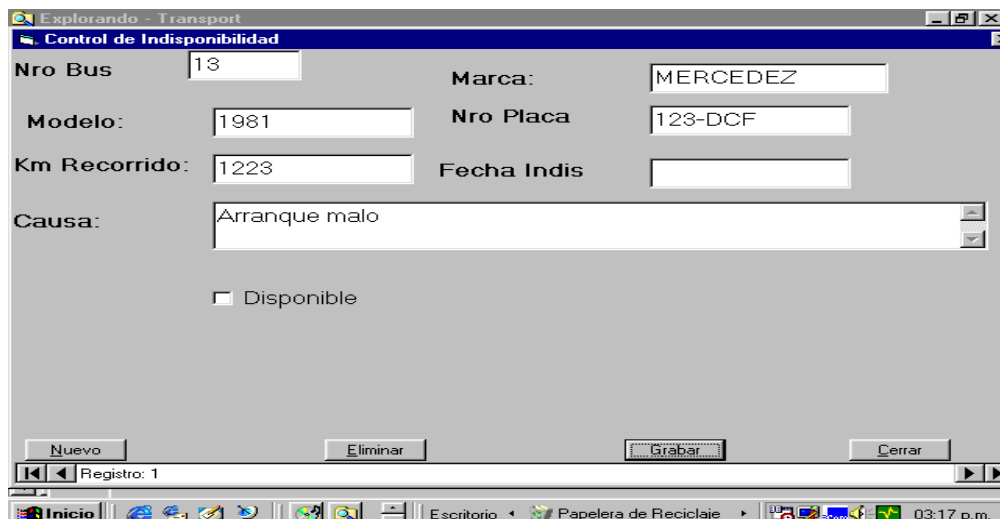 Explorando - Transport
Control de Indisponibilidad
Nro Bus 13
Marca: MERCEDEZ
Modelo: 1981
Nro Placa 123-DCF
Km Recorrido: 1223
Fecha Indis
Causa: Arranque malo
Disponible
Nuevo Eliminar Grabar Cerrar
Registro: 1
Inicio Escritorio Papelera de Reciclaje 03:17 p.m.